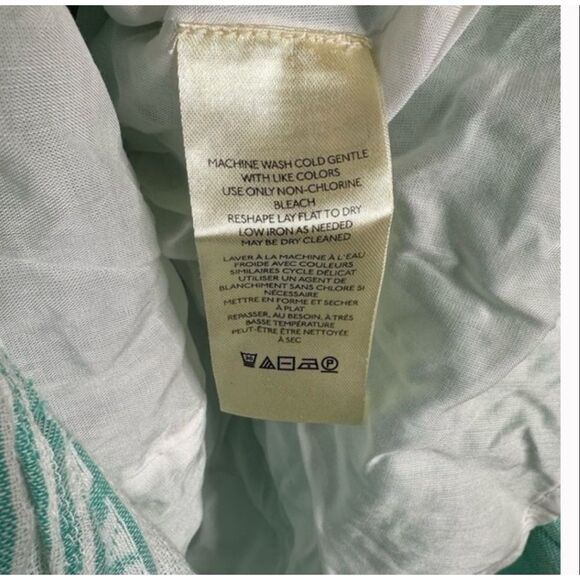 MACHINE WASH COLD GENTLE
WITH LIKE COLORS
USE ONLY NON-CHLORINE
BLEACH
RESHAPE LAY FLAT TO DRY
LOW IRON AS NEEDED
MAY BE DRY CLEANED
LAVER À LA MACHINE À L'EAU
FROIDE AVEC COULEURS
SIMILAIRES CYCLE DÉLICAT
UTILISER UN AGENT DE
BLANCHIMENT SANS CHLORE SI
NÉCESSAIRE
METTRE EN FORME ET SECHER
À PLAT
REPASSER, AU BESOIN, À TRÉS
BASSE TEMPÉRATURE
PEUT-ÊTRE ÊTRE NETTOYÉE
À SEC